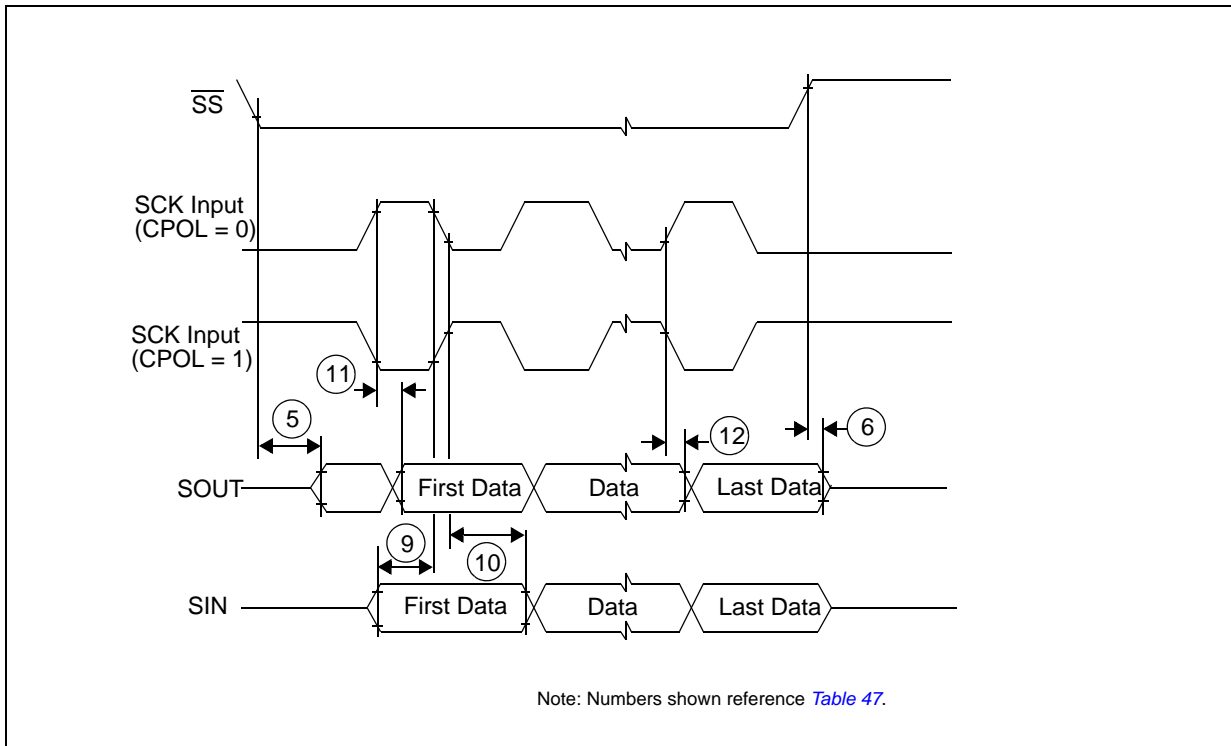 SS
SCK Input
(CPOL = 0)
SCK Input
(CPOL = 1)
11
5
12
6
SOUT
First Data
Data
Last Data
9
10
SIN
First Data
Data
Last Data
Note: Numbers shown reference Table 47.